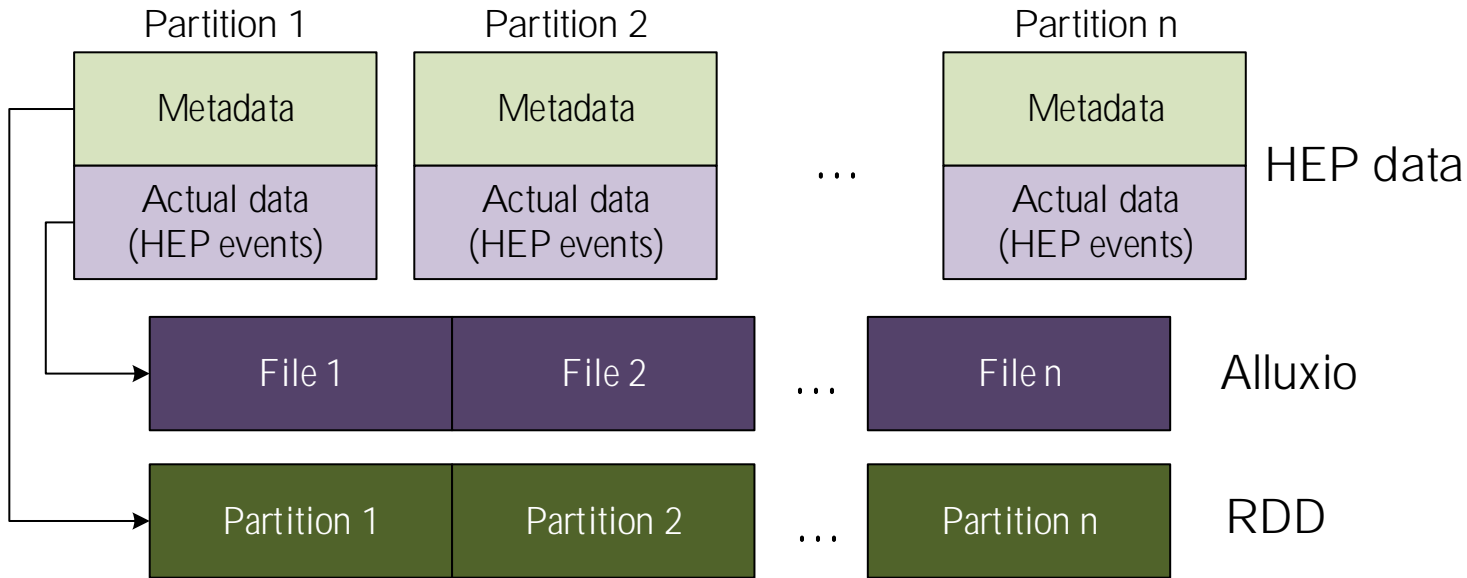 Partition 1
Partition 2
Partition n
Metadata
Metadata
Metadata
HEP data
...
Actual data
(HEP events)
Actual data
(HEP events)
Actual data
(HEP events)
File 1
File 2
...
File n
Alluxio
Partition 1
Partition 2
...
Partition n
RDD